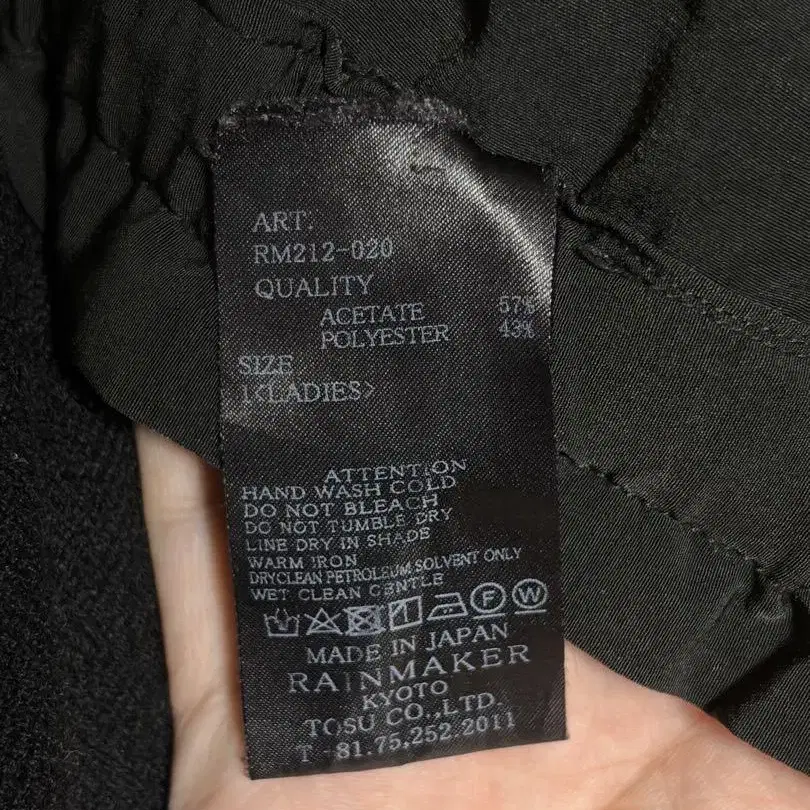 ART.
RM212-020
QUALITY
ACETATE 57%
POLYESTER 43%
SIZE
1<LADIES>
ATTENTION
HAND WASH COLD
DO NOT BLEACH
DO NOT TUMBLE DRY
LINE DRY IN SHADE
WARM IRON
DRYCLEAN PETROLEUM SOLVENT ONLY
WET CLEAN GENTLE
F W
MADE IN JAPAN
RAINMAKER
KYOTO
TOSU CO.,LTD.
T -81.75,252.2011